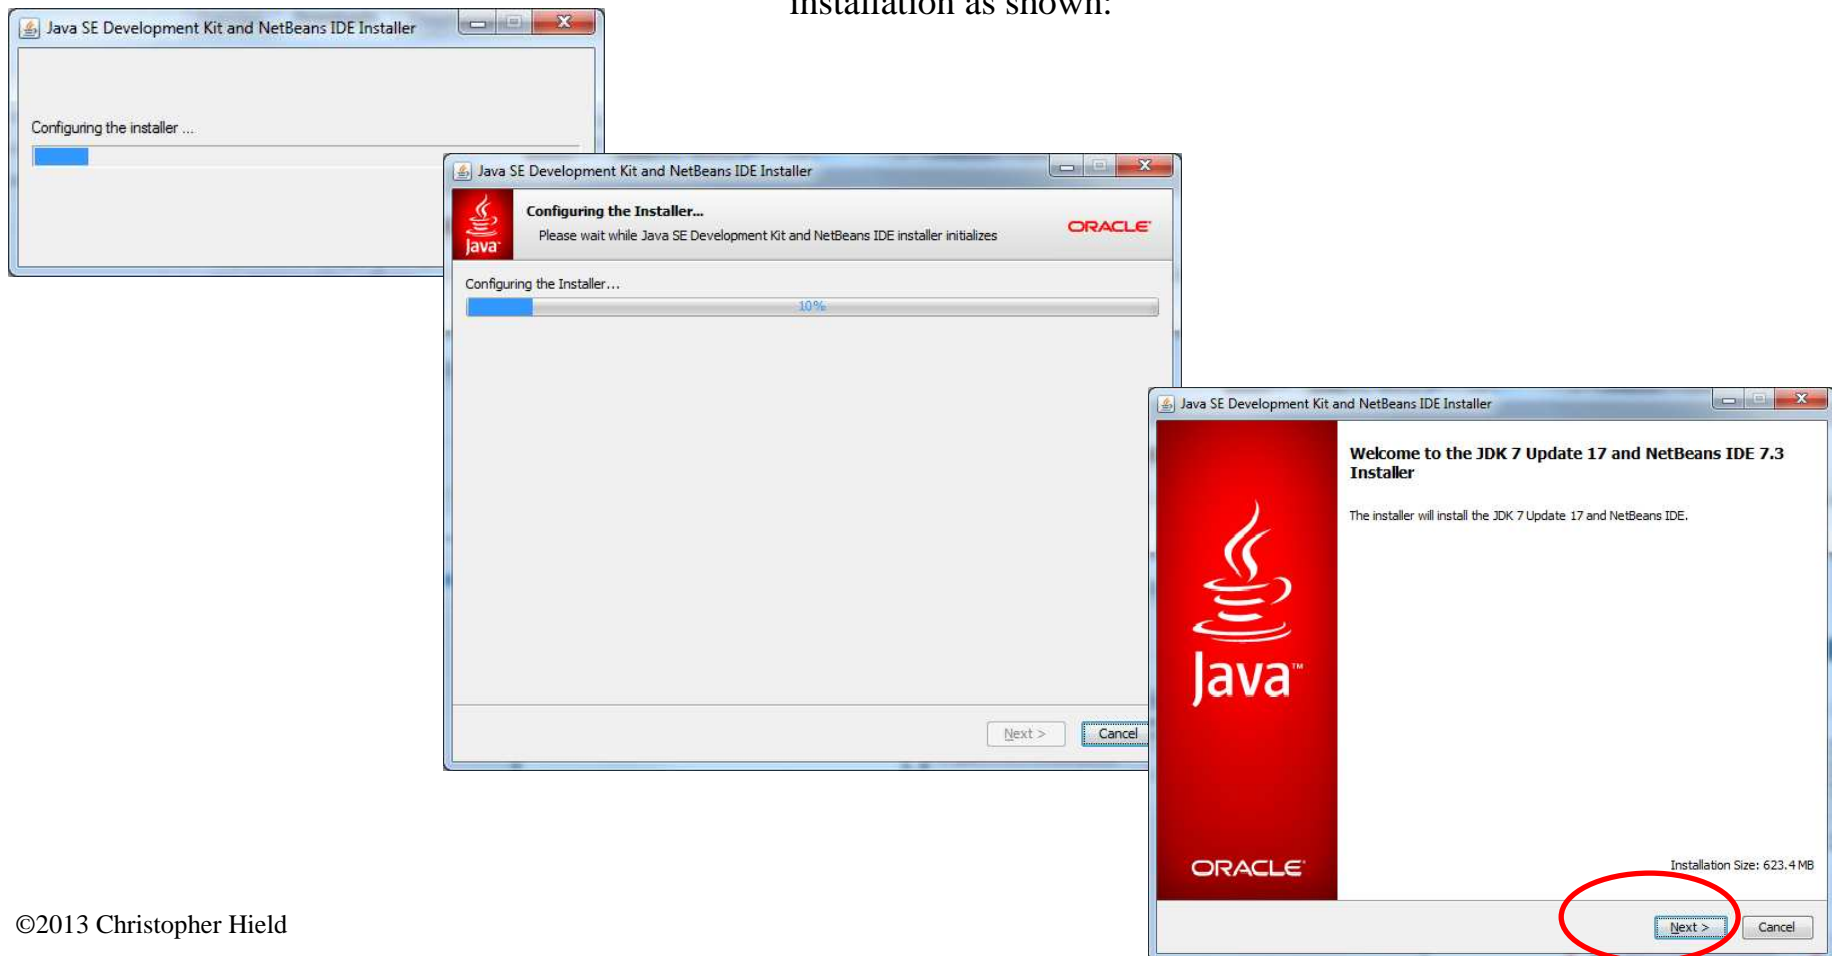 installation as shown:
Java SE Development Kit and NetBeans IDE Installer
Configuring the installer ...
Java SE Development Kit and NetBeans IDE Installer
Java™
Configuring the Installer...
Please wait while Java SE Development Kit and NetBeans IDE installer initializes
ORACLE®
Configuring the Installer...
10%
Next >
Cancel
Java SE Development Kit and NetBeans IDE Installer
Welcome to the JDK 7 Update 17 and NetBeans IDE 7.3
Installer
The installer will install the JDK 7 Update 17 and NetBeans IDE.
Java™
ORACLE®
Installation Size: 623.4 MB
Next >
Cancel
©2013 Christopher Hield